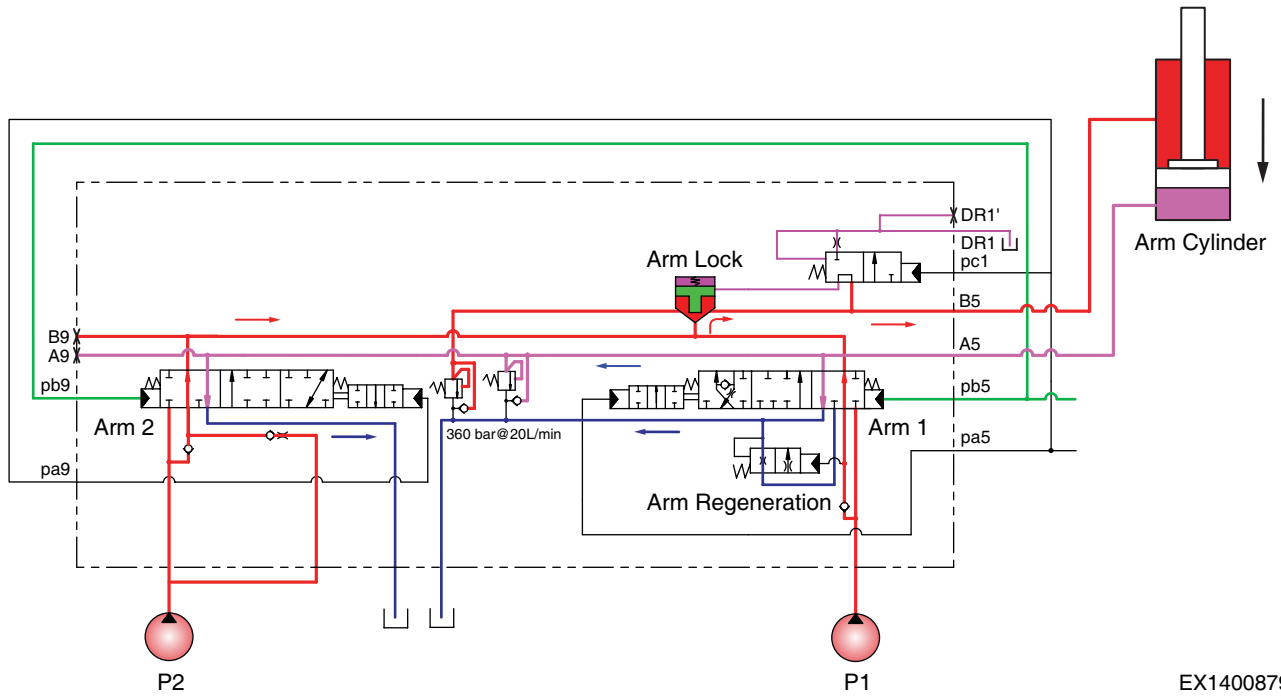 DR1'
DR1
Arm Cylinder
Arm Lock
pc1
B5
B9
A9
A5
pb9
pb5
Arm 2
360 bar@20L/min
Arm 1
pa9
pa5
Arm Regeneration
P2
P1
EX1400879